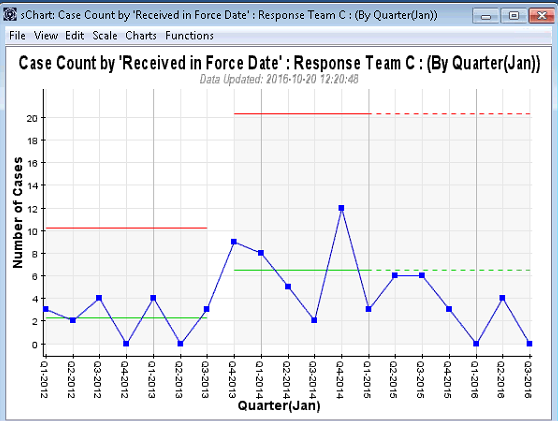 sChart: Case Count by 'Received in Force Date' : Response Team C : (By Quarter(Jan))
File View Edit Scale Charts Functions
Case Count by 'Received in Force Date' : Response Team C : (By Quarter(Jan))
Data Updated: 2016-10-20 12:20:48
Number of Cases
20
18
16
14
12
10
8
6
4
2
0
Q1-2012
Q2-2012
Q3-2012
Q4-2012
Q1-2013
Q2-2013
Q3-2013
Q4-2013
Q1-2014
Q2-2014
Q3-2014
Q4-2014
Q1-2015
Q2-2015
Q3-2015
Q4-2015
Q1-2016
Q2-2016
Q3-2016
Quarter(Jan)